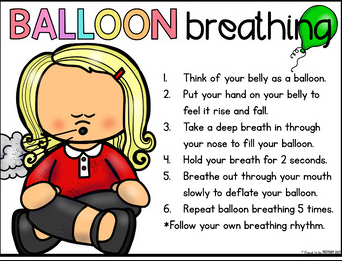 BALLOON breathing
1. Think of your belly as a balloon.
2. Put your hand on your belly to
feel it rise and fall.
3. Take a deep breath in through
your nose to fill your balloon.
4. Hold your breath for 2 seconds.
5. Breathe out through your mouth
slowly to deflate your balloon.
6. Repeat balloon breathing 5 times.
*Follow your own breathing rhythm.